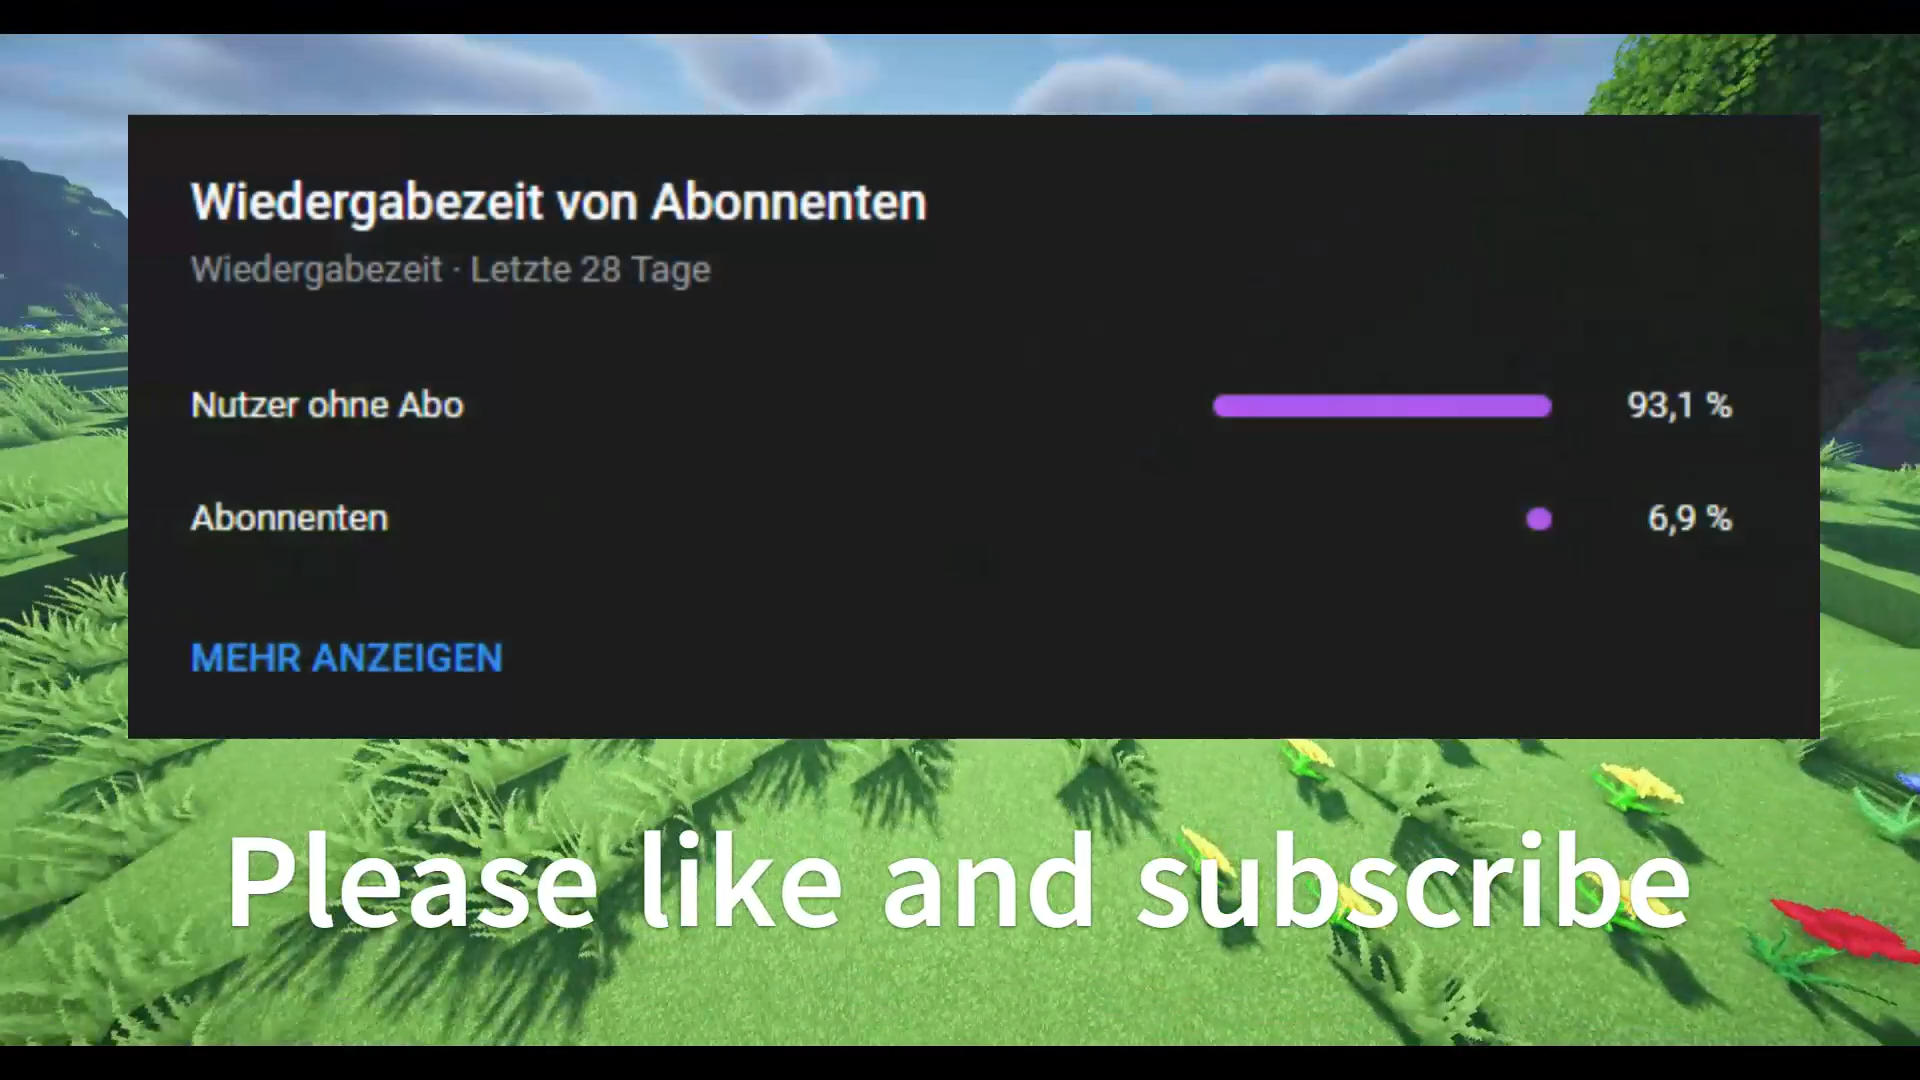 Wiedergabezeit von Abonnenten
Wiedergabezeit · Letzte 28 Tage
Nutzer ohne Abo 93,1 %
Abonnenten 6,9 %
MEHR ANZEIGEN
Please like and subscribe